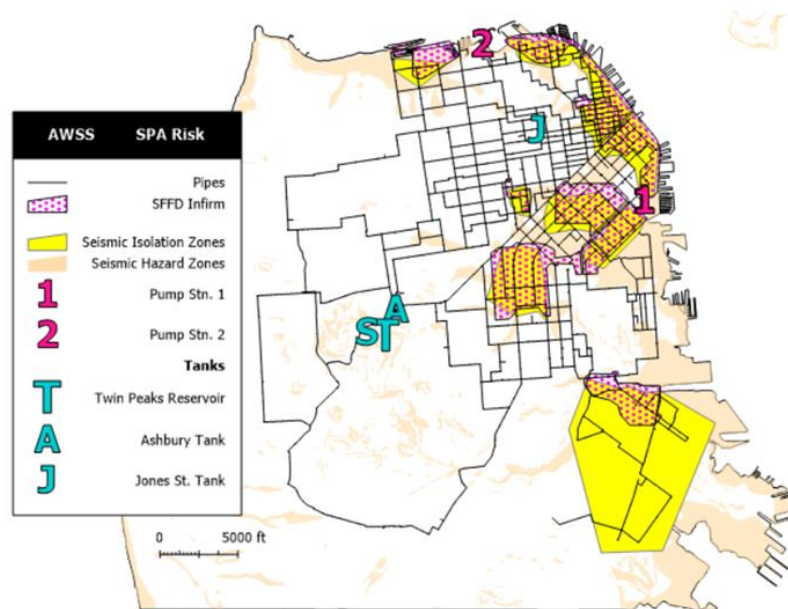 AWSS SPA Risk
Pipes
SFFD Infirm
Seismic Isolation Zones
Seismic Hazard Zones
1 Pump Stn. 1
2 Pump Stn. 2
Tanks
T Twin Peaks Reservoir
A Ashbury Tank
J Jones St. Tank
0 5000 ft
2
J
1
A
S T